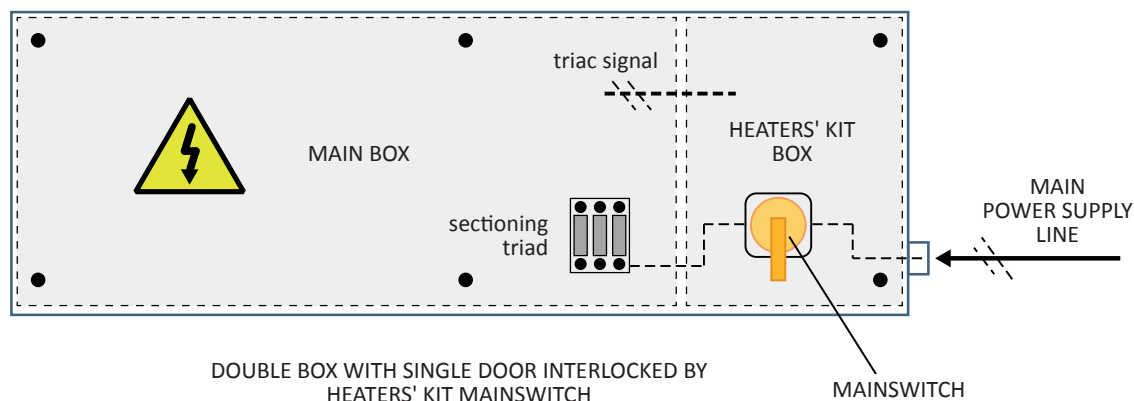 triac signal
HEATERS' KIT
BOX
MAIN BOX
MAIN
POWER SUPPLY
LINE
sectioning
triad
DOUBLE BOX WITH SINGLE DOOR INTERLOCKED BY
HEATERS' KIT MAINSWITCH
MAINSWITCH